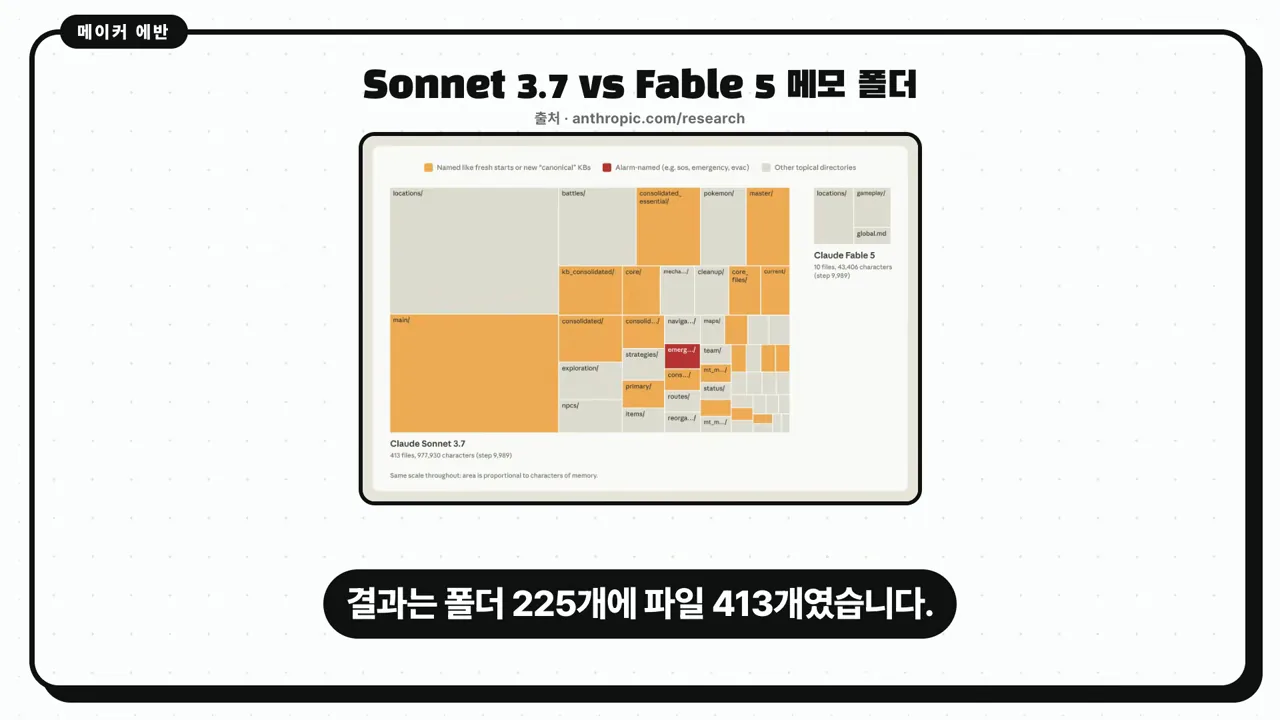 메이커 에반
Sonnet 3.7 vs Fable 5 메모 폴더
출처 · anthropic.com/research
Named like fresh starts or new "canonical" KBs
Alarm-named (e.g. sos, emergency, evac)
Other topical directories
locations/
battles/
consolidated_
essential/
pokemon/
master/
kb_consolidated/
core/
mecha.../
cleanup/
core_
files/
current/
main/
consolidated/
consolid.../
naviga.../
maps/
strategies/
emerg.../
team/
exploration/
cons.../
mt_m.../
primary/
status/
routes/
npcs/
items/
reorga.../
mt_m.../
Claude Sonnet 3.7
413 files, 977,930 characters (step 9,989)
Same scale throughout: area is proportional to characters of memory.
locations/
gameplay/
global.md
Claude Fable 5
10 files, 43,406 characters
(step 9,989)
결과는 폴더 225개에 파일 413개였습니다.